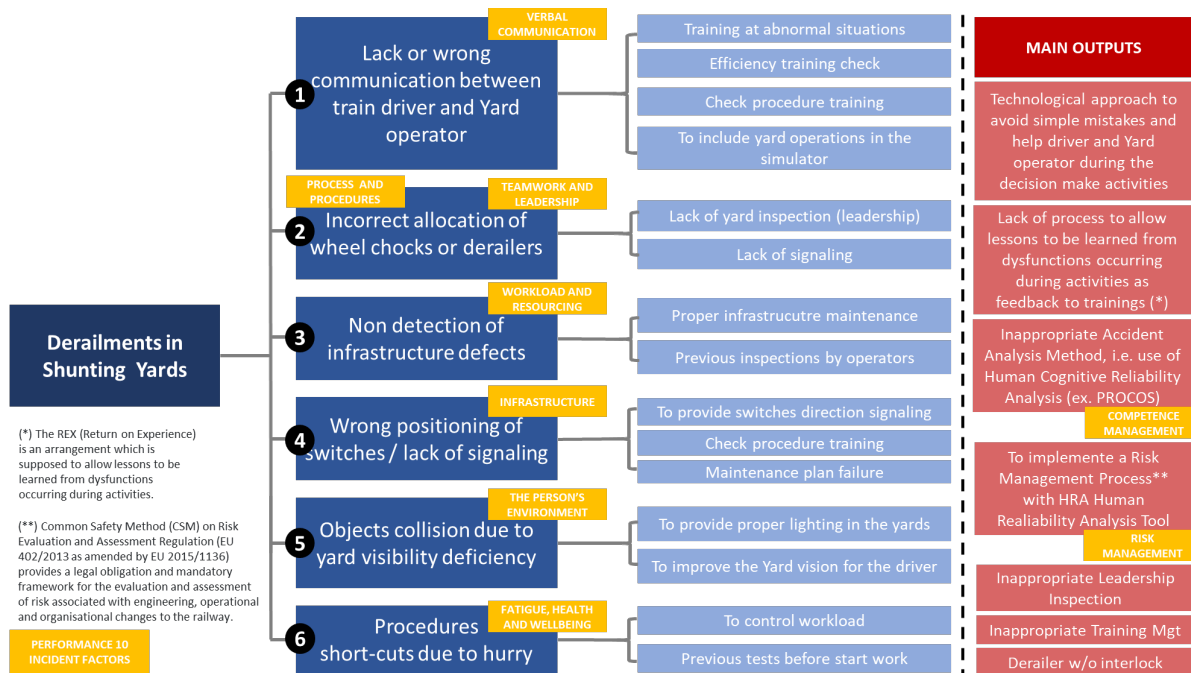 Derailments in
Shunting Yards
(*) The REX (Return on Experience)
is an arrangement which is
supposed to allow lessons to be
learned from dysfunctions
occurring during activities.
(**) Common Safety Method (CSM) on Risk
Evaluation and Assessment Regulation (EU
402/2013 as amended by EU 2015/1136)
provides a legal obligation and mandatory
framework for the evaluation and assessment
of risk associated with engineering, operational
and organisational changes to the railway.
PERFORMANCE 10
INCIDENT FACTORS
VERBAL
COMMUNICATION
1
Lack or wrong
communication between
train driver and Yard
operator
Training at abnormal situations
Efficiency training check
Check procedure training
To include yard operations in the
simulator
PROCESS AND
PROCEDURES
TEAMWORK AND
LEADERSHIP
2
Incorrect allocation of
wheel chocks or derailers
Lack of yard inspection (leadership)
Lack of signaling
WORKLOAD AND
RESOURCING
3
Non detection of
infrastructure defects
Proper infrastrucutre maintenance
Previous inspections by operators
INFRASTRUCTURE
4
Wrong positioning of
switches / lack of signaling
To provide switches direction signaling
Check procedure training
Maintenance plan failure
THE PERSON'S
ENVIRONMENT
5
Objects collision due to
yard visibility deficiency
To provide proper lighting in the yards
To improve the Yard vision for the driver
FATIGUE, HEALTH
AND WELLBEING
6
Procedures
short-cuts due to hurry
To control workload
Previous tests before start work
MAIN OUTPUTS
Technological approach to
avoid simple mistakes and
help driver and Yard
operator during the
decision make activities
Lack of process to allow
lessons to be learned from
dysfunctions occurring
during activities as
feedback to trainings (*)
Inappropriate Accident
Analysis Method, i.e. use of
Human Cognitive Reliability
Analysis (ex. PROCOS)
COMPETENCE
MANAGEMENT
To implemente a Risk
Management Process**
with HRA Human
Realiability Analysis Tool
RISK
MANAGEMENT
Inappropriate Leadership
Inspection
Inappropriate Training Mgt
Derailer w/o interlock